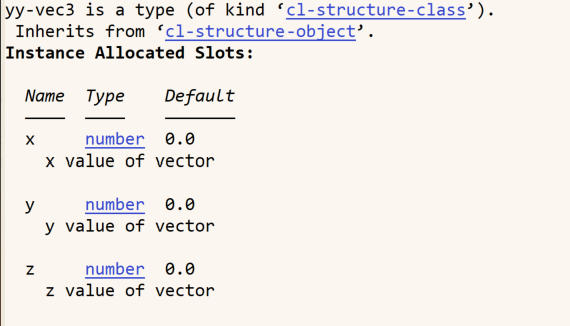 yy-vec3 is a type (of kind ‘cl-structure-class’).
 Inherits from ‘cl-structure-object’.
Instance Allocated Slots:
Name Type Default
x number 0.0
x value of vector
y number 0.0
y value of vector
z number 0.0
z value of vector